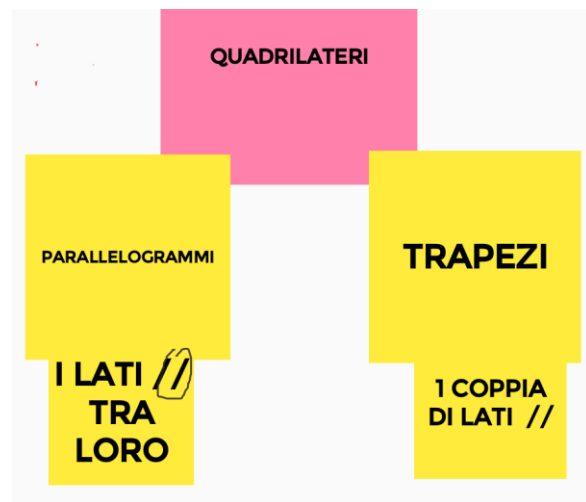 QUADRILATERI
PARALLELOGRAMMI
TRAPEZI
I LATI //
TRA
LORO
1 COPPIA
DI LATI //